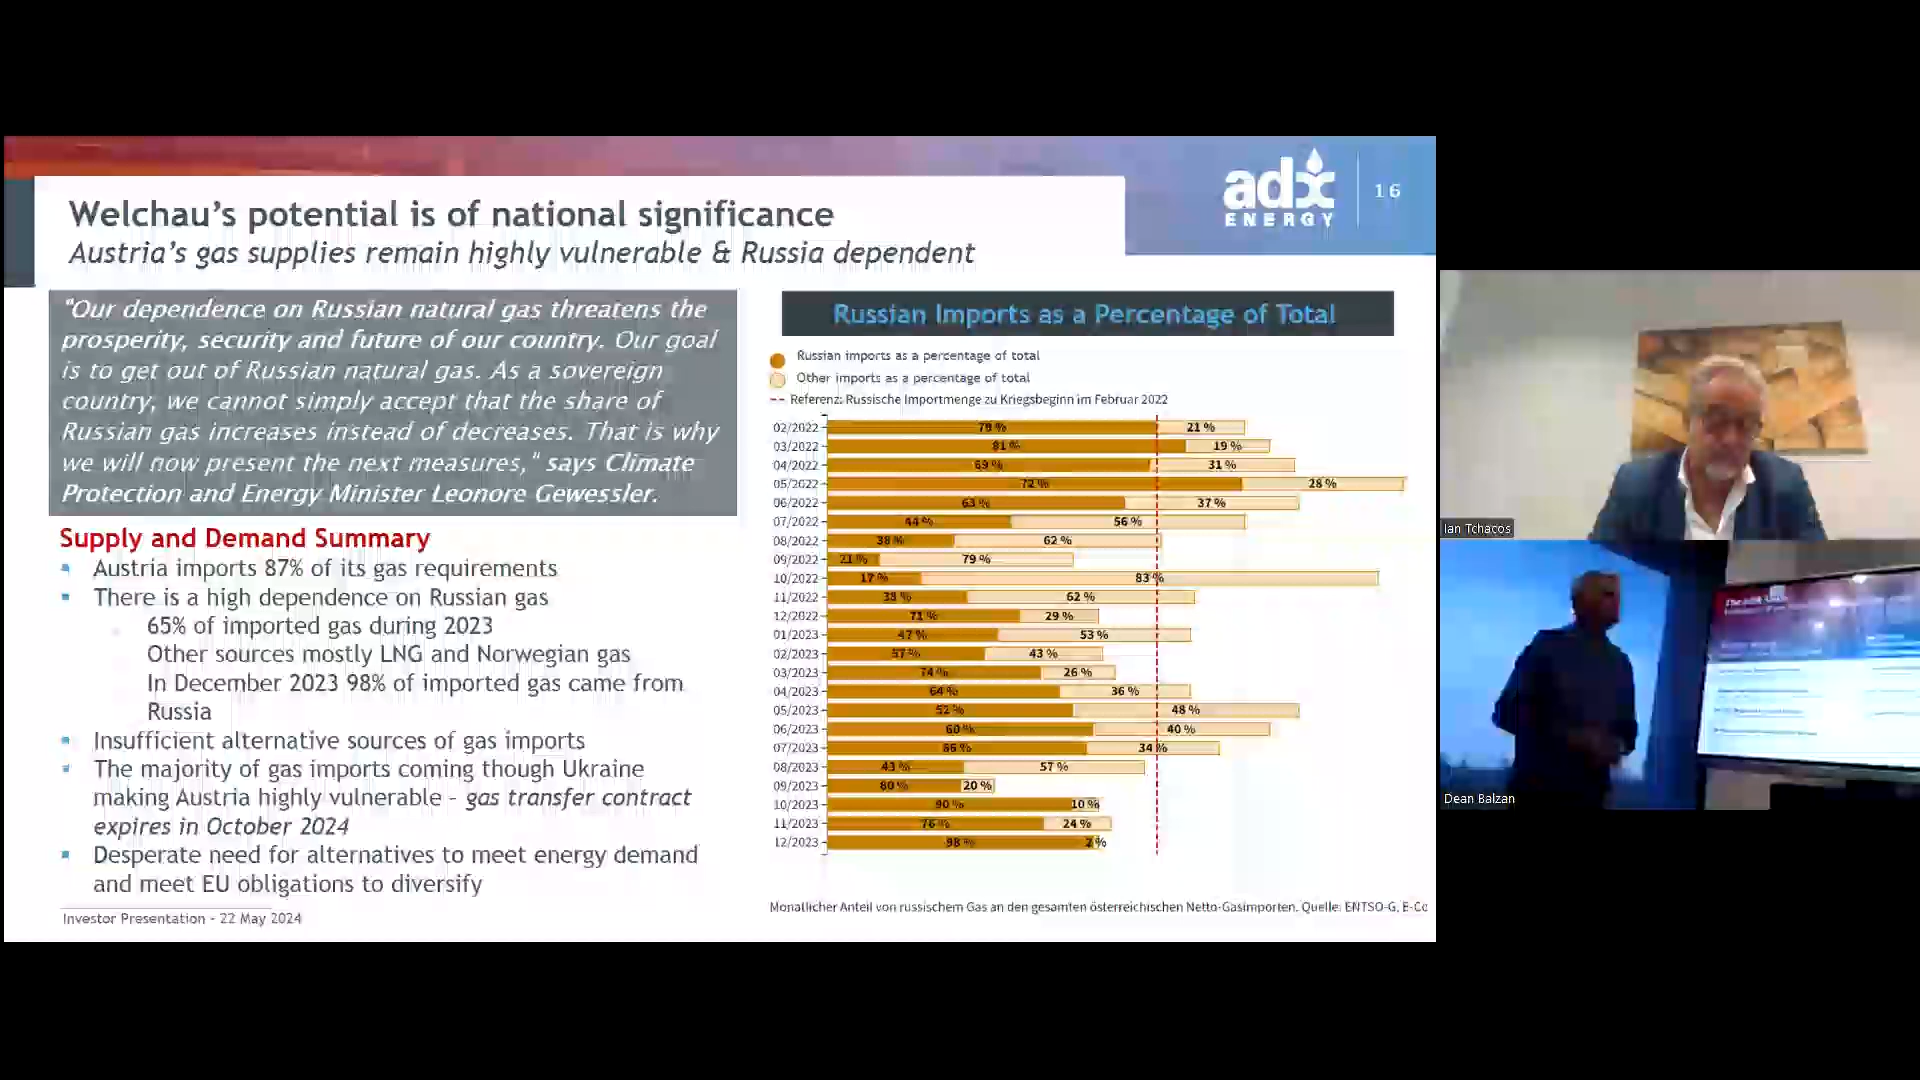 adx
ENERGY
16
Welchau's potential is of national significance
Austria's gas supplies remain highly vulnerable & Russia dependent
"Our dependence on Russian natural gas threatens the
prosperity, security and future of our country. Our goal
is to get out of Russian natural gas. As a sovereign
country, we cannot simply accept that the share of
Russian gas increases instead of decreases. That is why
we will now present the next measures," says Climate
Protection and Energy Minister Leonore Gewessler.
Supply and Demand Summary
Austria imports 87% of its gas requirements
There is a high dependence on Russian gas
65% of imported gas during 2023
Other sources mostly LNG and Norwegian gas
In December 2023 98% of imported gas came from
Russia
Insufficient alternative sources of gas imports
The majority of gas imports coming though Ukraine
making Austria highly vulnerable – gas transfer contract
expires in October 2024
Desperate need for alternatives to meet energy demand
and meet EU obligations to diversify
Investor Presentation - 22 May 2024
Russian Imports as a Percentage of Total
Russian imports as a percentage of total
Other imports as a percentage of total
Referenz: Russische Importmenge zu Kriegsbeginn im Februar 2022
02/2022 79 % 21 %
03/2022 81 % 19 %
04/2022 69 % 31 %
05/2022 72 % 28 %
06/2022 63 % 37 %
07/2022 44 % 56 %
08/2022 38 % 62 %
09/2022 21 % 79 %
10/2022 17 % 83 %
11/2022 38 % 62 %
12/2022 71 % 29 %
01/2023 47 % 53 %
02/2023 57 % 43 %
03/2023 74 % 26 %
04/2023 64 % 36 %
05/2023 52 % 48 %
06/2023 60 % 40 %
07/2023 66 % 34 %
08/2023 43 % 57 %
09/2023 80 % 20 %
10/2023 90 % 10 %
11/2023 76 % 24 %
12/2023 98 % 2 %
Monatlicher Anteil von russischem Gas an den gesamten österreichischen Netto-Gasimporten. Quelle: ENTSO-G, E-Co
Ian Tchacos
Dean Balzan